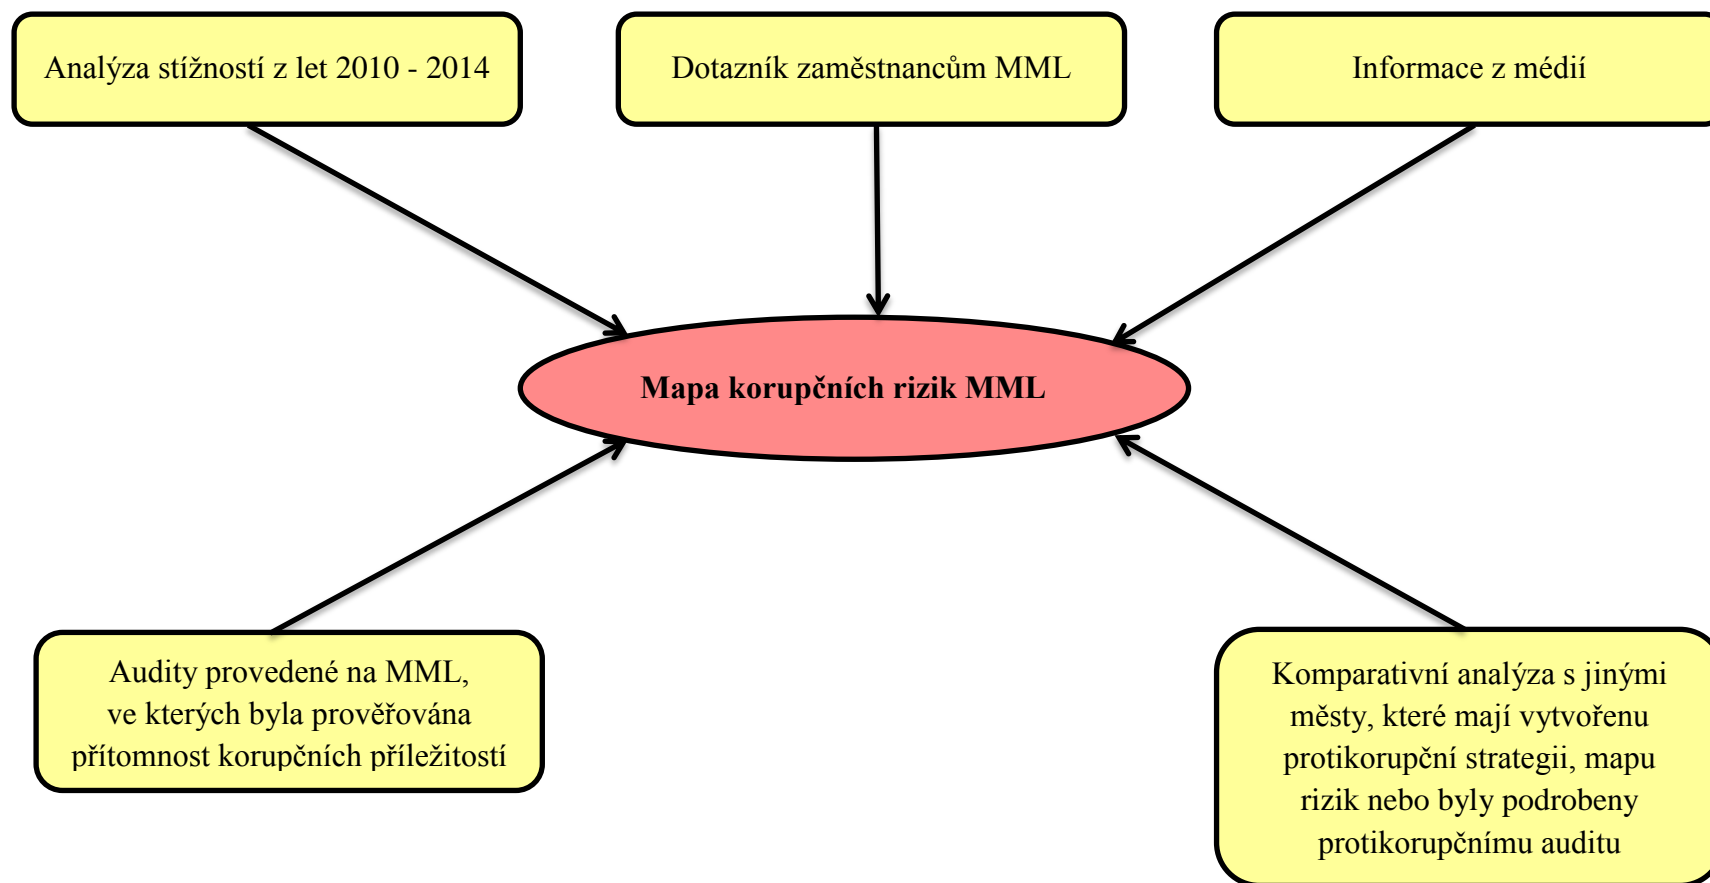 Analýza stížností z let 2010 - 2014
Dotazník zaměstnancům MML
Informace z médií
Mapa korupčních rizik MML
Audity provedené na MML,
ve kterých byla prověřována
přítomnost korupčních příležitostí
Komparativní analýza s jinými
městy, které mají vytvořenu
protikorupční strategii, mapu
rizik nebo byly podrobeny
protikorupčnímu auditu